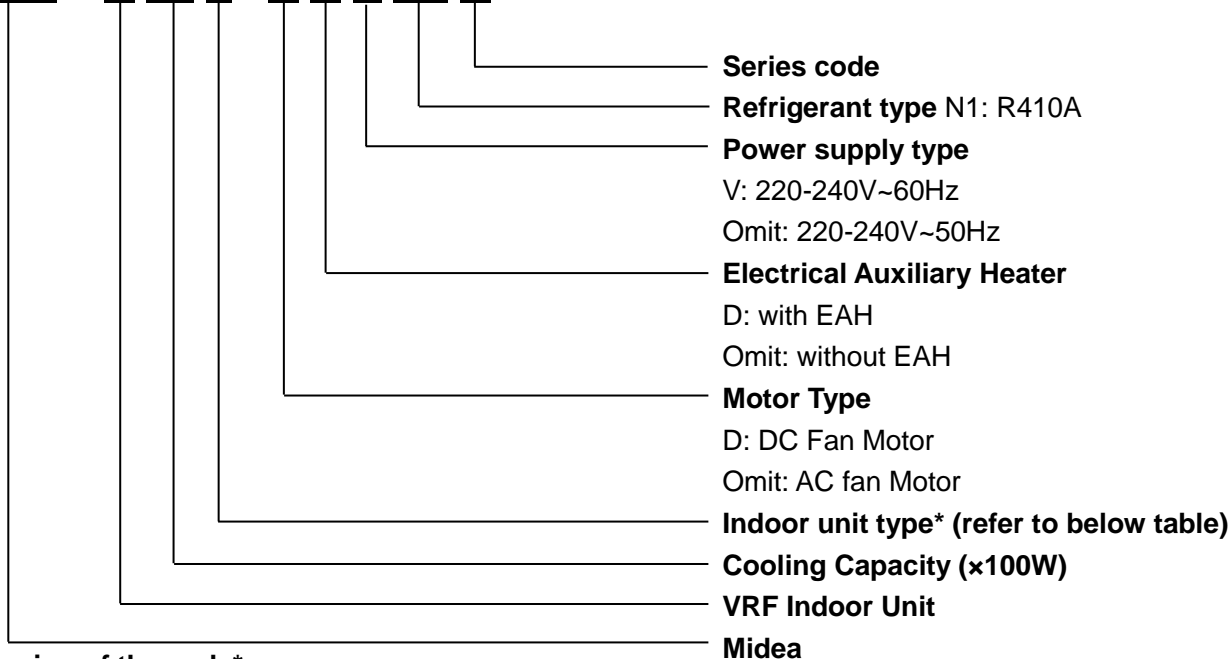 Series code
Refrigerant type N1: R410A
Power supply type
V: 220-240V~60Hz
Omit: 220-240V~50Hz
Electrical Auxiliary Heater
D: with EAH
Omit: without EAH
Motor Type
D: DC Fan Motor
Omit: AC fan Motor
Indoor unit type* (refer to below table)
Cooling Capacity (×100W)
VRF Indoor Unit
Midea